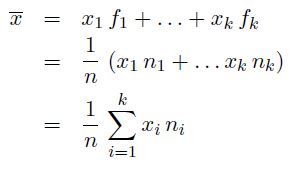 x̅ = x₁ f₁ + … + xₖ fₖ
= 1/n (x₁ n₁ + … xₖ nₖ)
= 1/n ∑ᵢ₌₁ᵏ xᵢ nᵢ